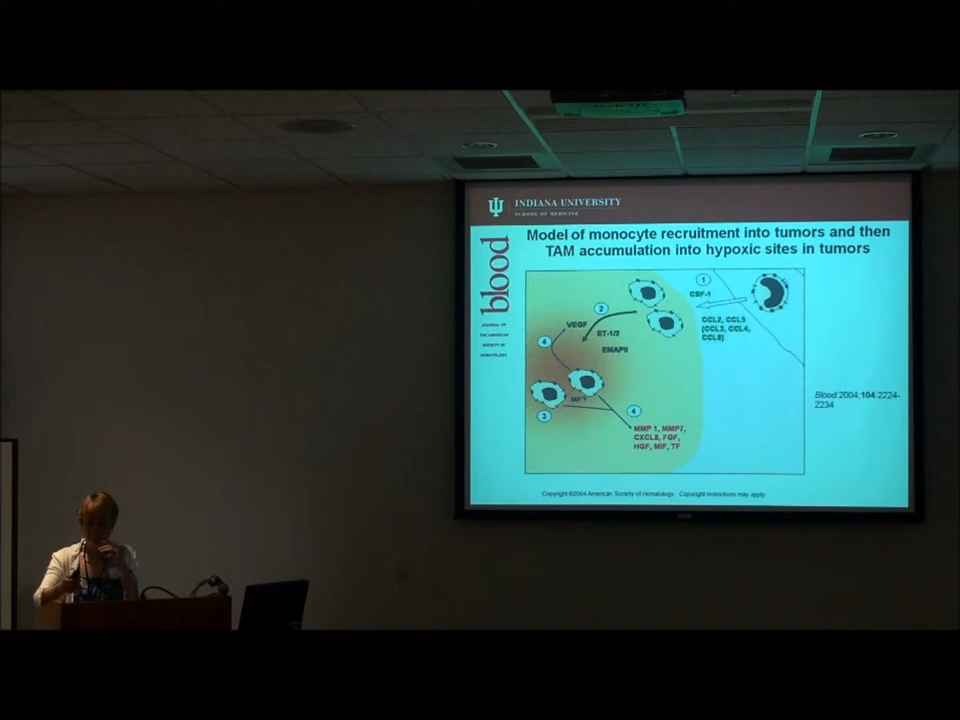 INDIANA UNIVERSITY
SCHOOL OF MEDICINE
blood
JOURNAL OF
THE AMERICAN
SOCIETY OF
HEMATOLOGY
Model of monocyte recruitment into tumors and then
TAM accumulation into hypoxic sites in tumors
1
CSF-1
CCL2, CCL5
(CCL3, CCL4,
CCL8)
2
VEGF
ET-1/2
EMAPII
4
MIF?
3
4
MMP 1, MMP7,
CXCL8, FGF,
HGF, MIF, TF
Blood 2004;104:2224-
2234
Copyright ©2004 American Society of Hematology. Copyright restrictions may apply.